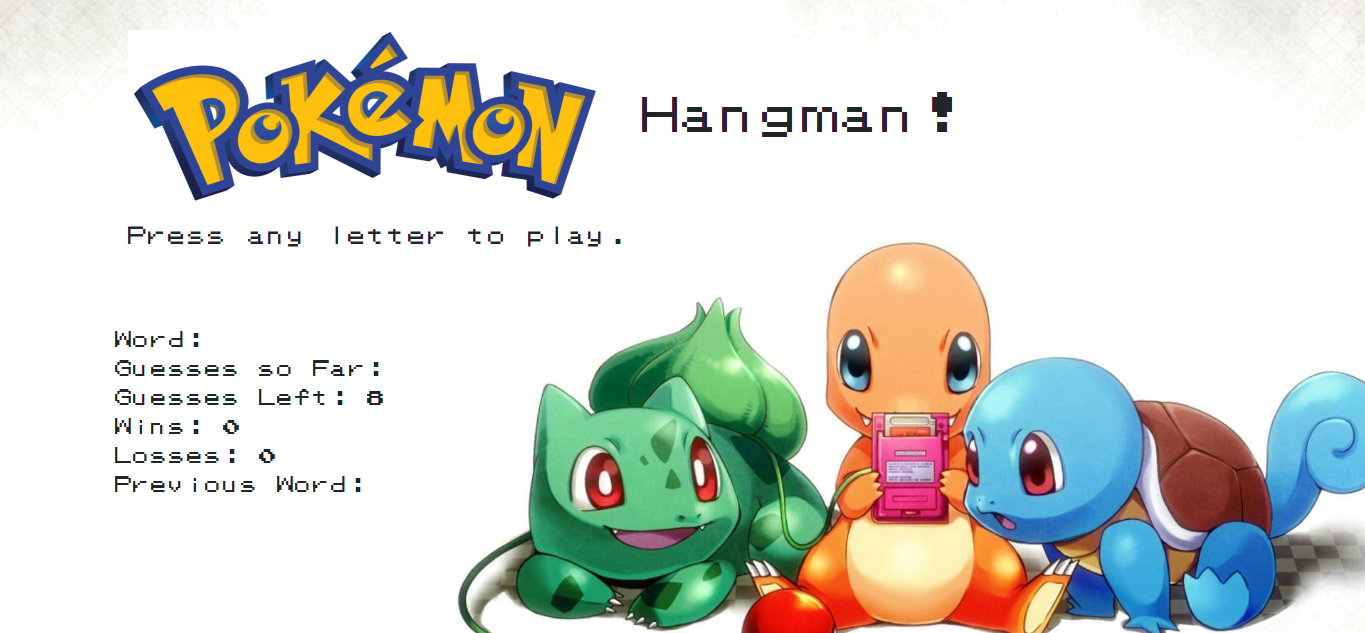 Pokémon
Hangman!
Press any letter to play.
Word:
Guesses so Far:
Guesses Left: 8
Wins: 0
Losses: 0
Previous Word: